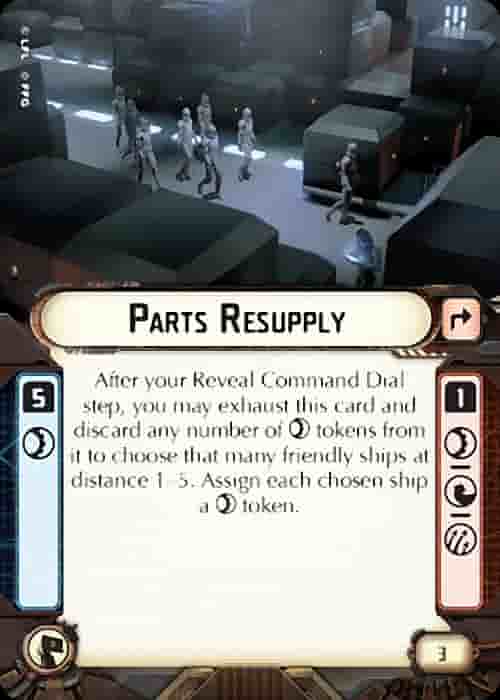 © LFL © FFG
PARTS RESUPPLY
5
1
After your Reveal Command Dial
step, you may exhaust this card and
discard any number of tokens from
it to choose that many friendly ships at
distance 1–5. Assign each chosen ship
a token.
3